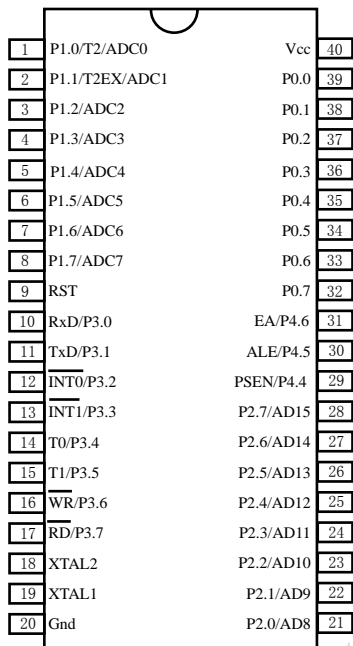 1 P1.0/T2/ADC0 Vcc 40
2 P1.1/T2EX/ADC1 P0.0 39
3 P1.2/ADC2 P0.1 38
4 P1.3/ADC3 P0.2 37
5 P1.4/ADC4 P0.3 36
6 P1.5/ADC5 P0.4 35
7 P1.6/ADC6 P0.5 34
8 P1.7/ADC7 P0.6 33
9 RST P0.7 32
10 RxD/P3.0 EA/P4.6 31
11 TxD/P3.1 ALE/P4.5 30
12 INT0/P3.2 PSEN/P4.4 29
13 INT1/P3.3 P2.7/AD15 28
14 T0/P3.4 P2.6/AD14 27
15 T1/P3.5 P2.5/AD13 26
16 WR/P3.6 P2.4/AD12 25
17 RD/P3.7 P2.3/AD11 24
18 XTAL2 P2.2/AD10 23
19 XTAL1 P2.1/AD9 22
20 Gnd P2.0/AD8 21